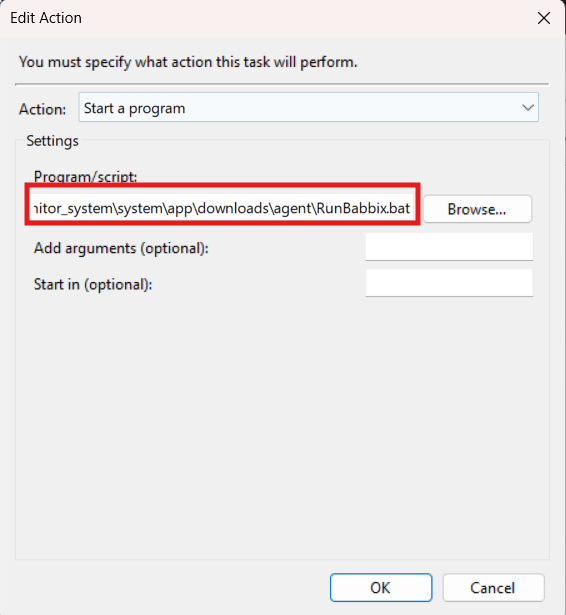 Edit Action
You must specify what action this task will perform.
Action: Start a program
Settings
Program/script:
nitor_system\system\app\downloads\agent\RunBabbix.bat Browse...
Add arguments (optional):
Start in (optional):
OK Cancel